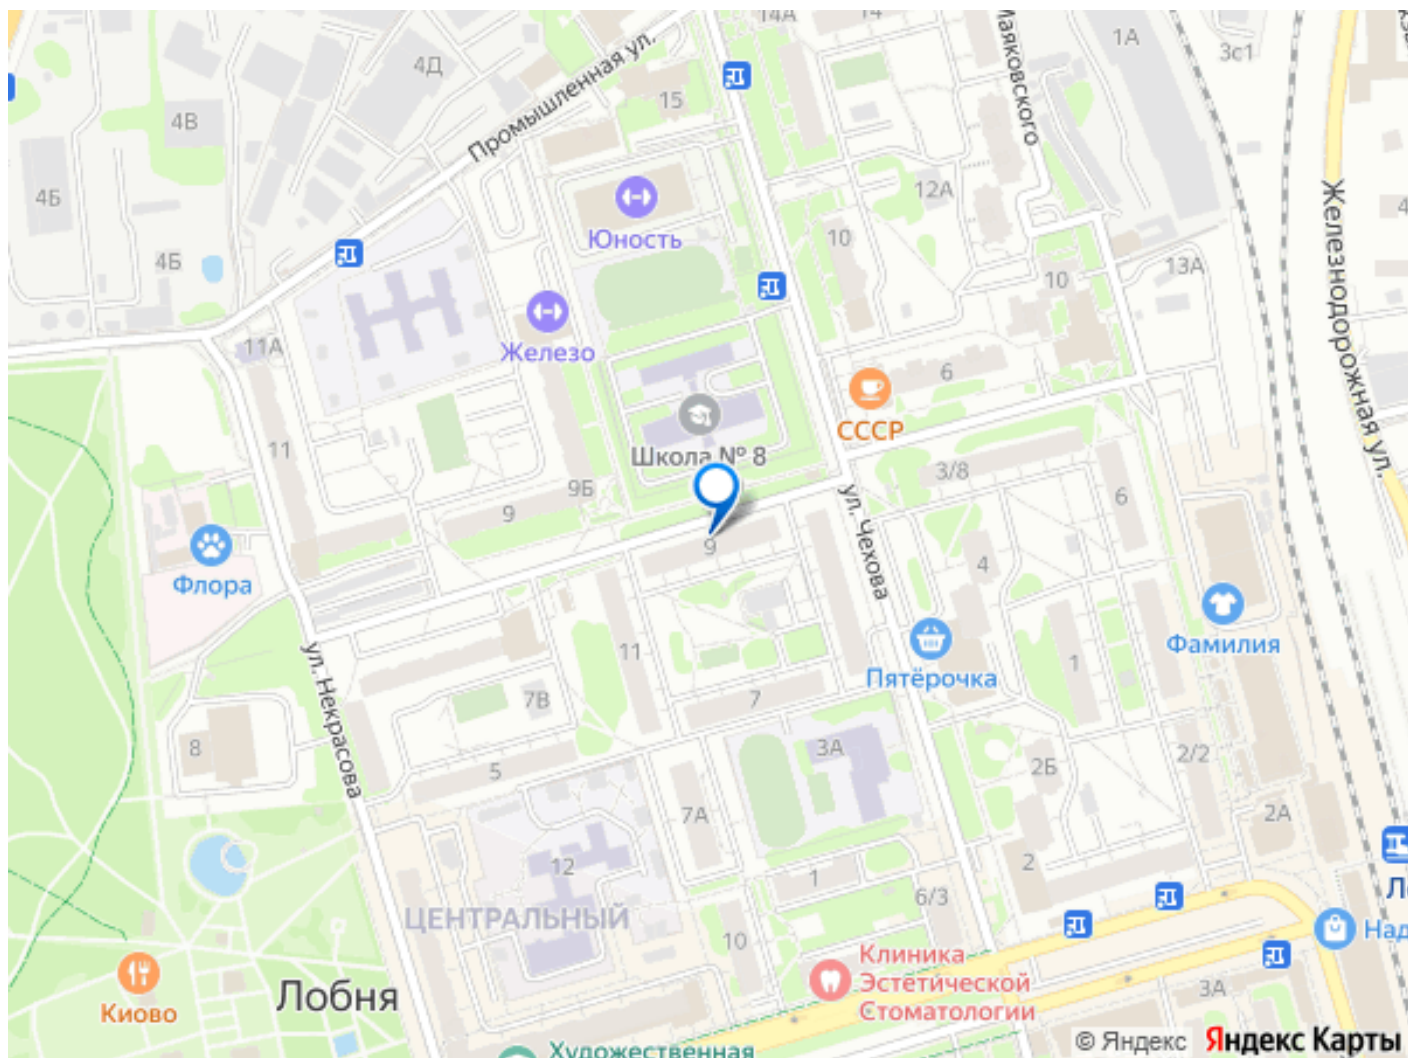 14А
14
1А
3с1
4Д
Промышленная ул.
15
4В
Маяковского
4Б
12А
Юность
10
4Б
10
13А
Железнодорожная ул.
11А
Железо
6
СССР
11
Школа № 8
9Б
3/8
6
9
9
ул. Чехова
4
Флора
Фамилия
ул. Некрасова
11
1
Пятёрочка
7В
7
8
3А
2/2
5
2Б
7А
2А
12
1
2
6/3
ЦЕНТРАЛЬНЫЙ
10
Над
Клиника
Эстетической
Стоматологии
Киово
Лобня
3А
Художественная
© Яндекс Яндекс Карты